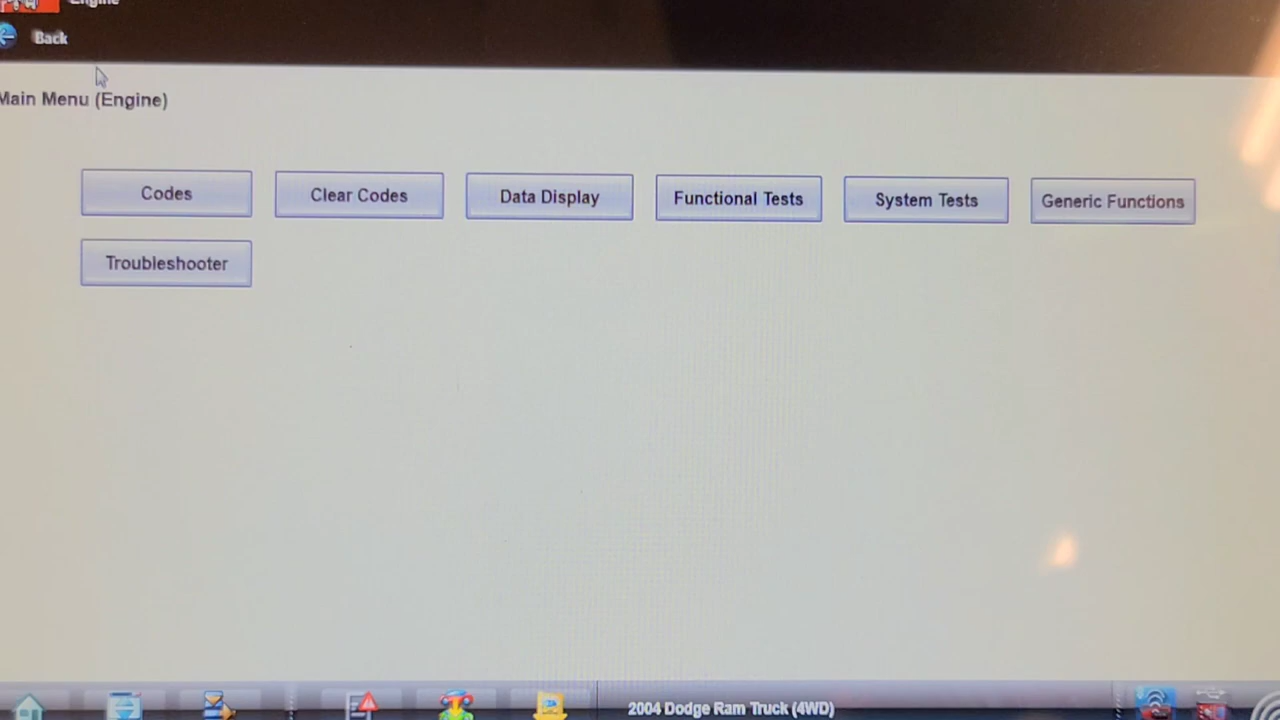 Engine
Back
Main Menu (Engine)
Codes
Clear Codes
Data Display
Functional Tests
System Tests
Generic Functions
Troubleshooter
2004 Dodge Ram Truck (4WD)